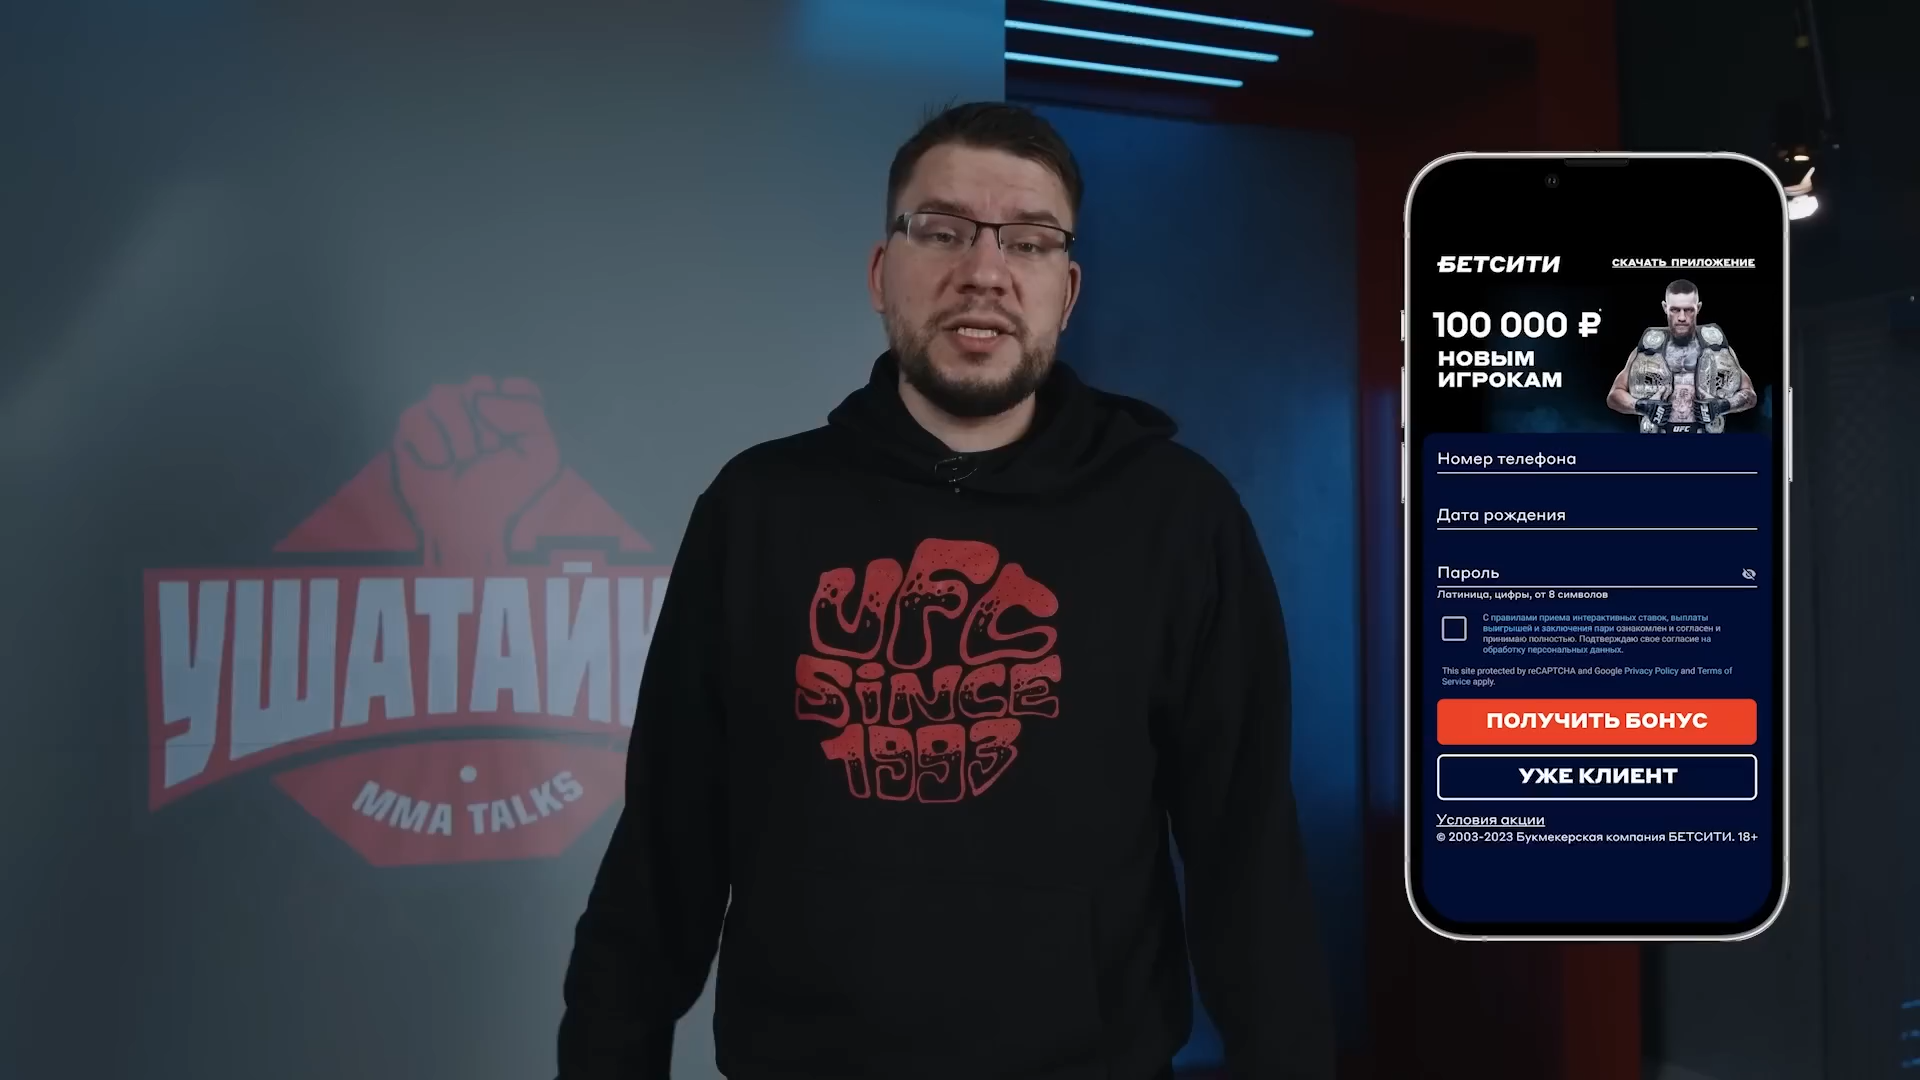 УШАТАЙК
MMA TALKS
UFC
SINCE
1993
БЕТСИТИ
СКАЧАТЬ ПРИЛОЖЕНИЕ
100 000 ₽*
НОВЫМ
ИГРОКАМ
UFC
Номер телефона
Дата рождения
Пароль
Латиница, цифры, от 8 символов
С правилами приема интерактивных ставок, выплаты
выигрышей и заключения пари ознакомлен и согласен и
принимаю полностью. Подтверждаю свое согласие на
обработку персональных данных.
This site protected by reCAPTCHA and Google Privacy Policy and Terms of
Service apply.
ПОЛУЧИТЬ БОНУС
УЖЕ КЛИЕНТ
Условия акции
© 2003-2023 Букмекерская компания БЕТСИТИ. 18+